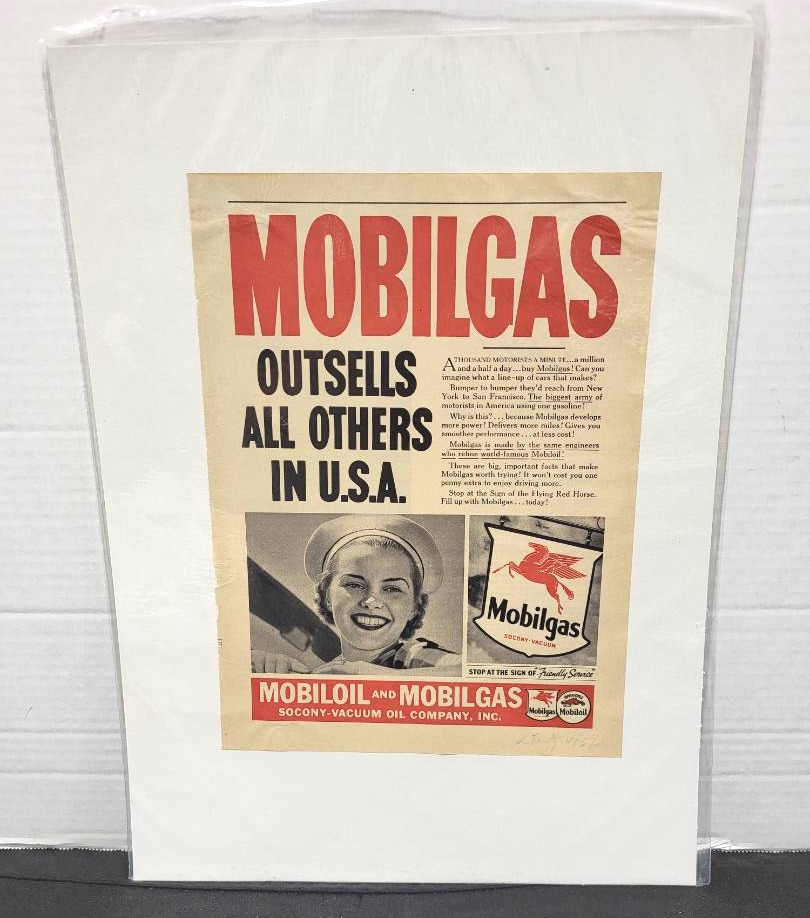 MOBILGAS
OUTSELLS
ALL OTHERS
IN U.S.A.
A THOUSAND MOTORISTS A MINUTE...a million
and a half a day...buy Mobilgas! Can you
imagine what a line-up of cars that makes?
Bumper to bumper they'd reach from New
York to San Francisco. The biggest army of
motorists in America using one gasoline!
Why is this?...because Mobilgas develops
more power! Delivers more miles! Gives you
smoother performance...at less cost!
Mobilgas is made by the same engineers
who refine world-famous Mobiloil!
These are big, important facts that make
Mobilgas worth trying! It won't cost you one
penny extra to enjoy driving more.
Stop at the Sign of the Flying Red Horse.
Fill up with Mobilgas...today!
Mobilgas
SOCONY-VACUUM
STOP AT THE SIGN OF Friendly Service
MOBILOIL AND MOBILGAS
SOCONY-VACUUM OIL COMPANY, INC.
Mobilgas
Mobiloil